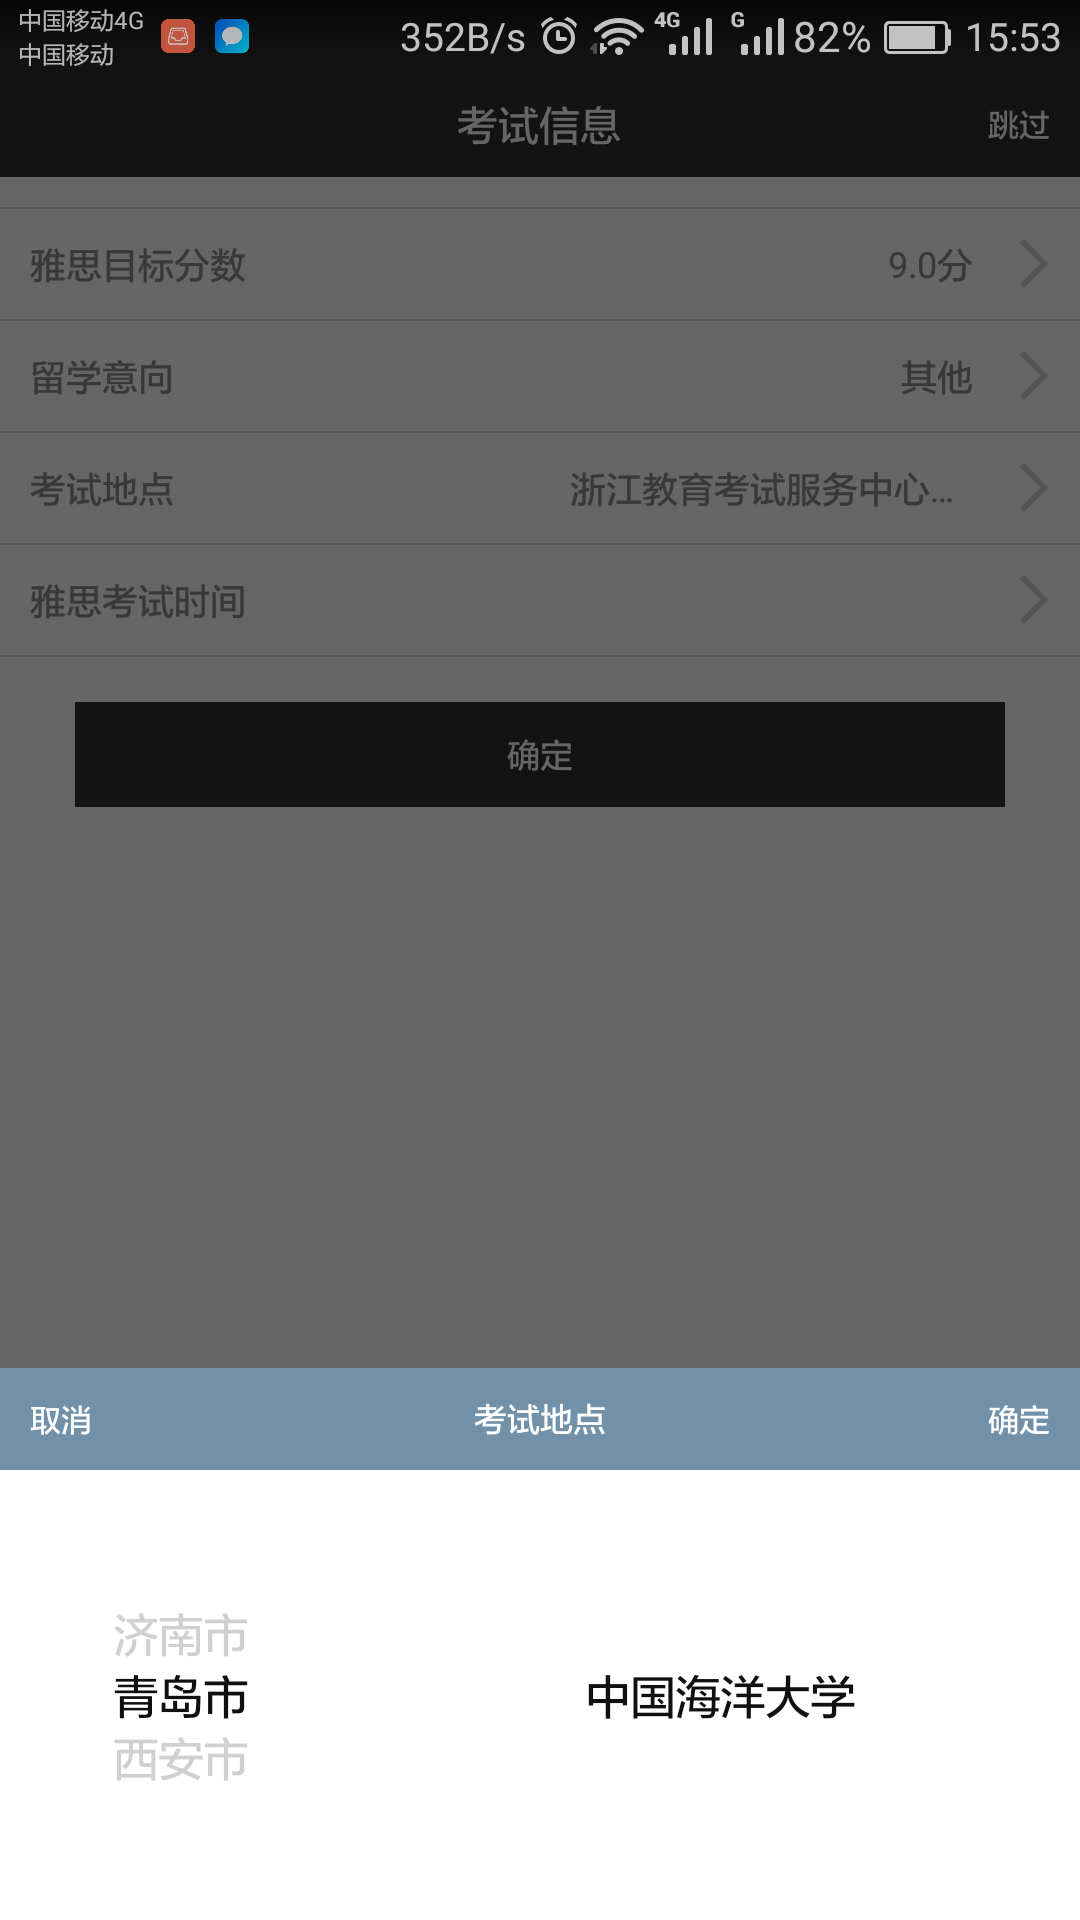 中国移动4G
中国移动
352B/s 4G G 82% 15:53
考试信息 跳过
雅思目标分数 9.0分
留学意向 其他
考试地点 浙江教育考试服务中心...
雅思考试时间
确定
取消 考试地点 确定
济南市
青岛市 中国海洋大学
西安市